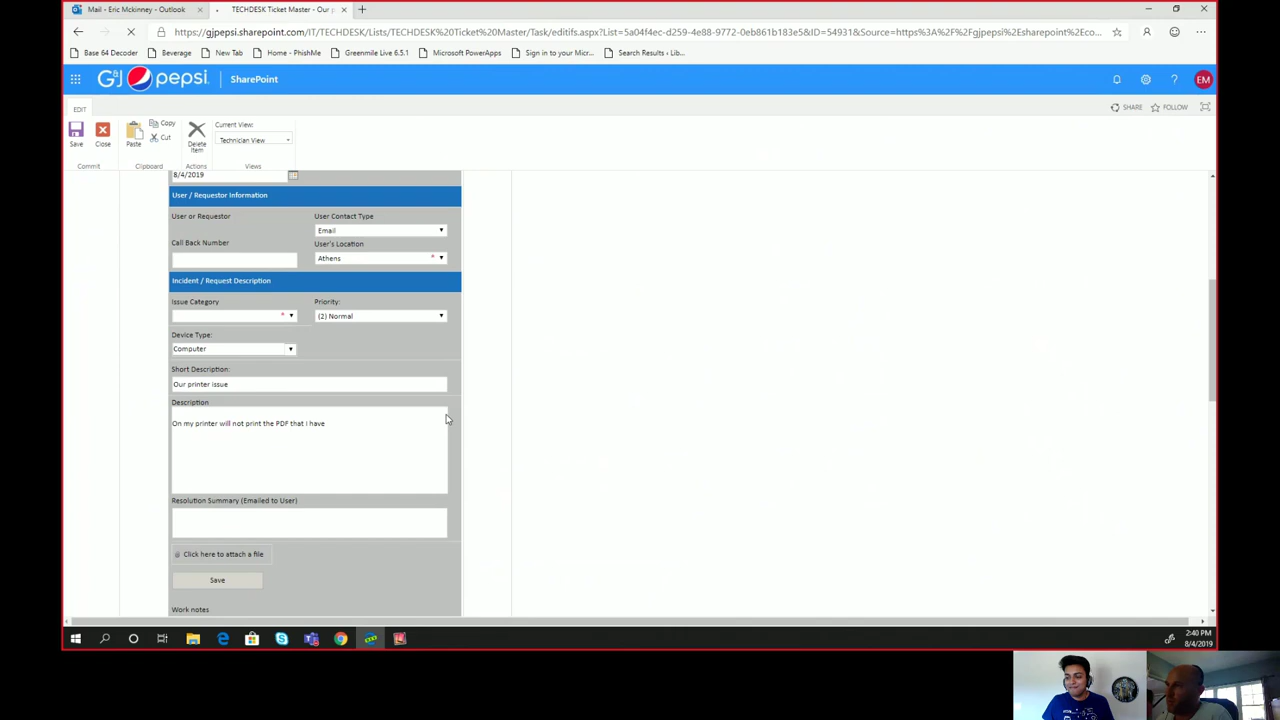 Mail - Eric Mckinney - Outlook
TECHDESK Ticket Master - Our p
https://gjpepsi.sharepoint.com/IT/TECHDESK/Lists/TECHDESK%20Ticket%20Master/Task/editifs.aspx?List=5a04f4ec-d259-4e88-9772-0eb861b183e5&ID=54931&Source=https%3A%2F%2Fgjpepsi%2Esharepoint%2Eco...
Base 64 Decoder Beverage New Tab Home - PhishMe Greenmile Live 6.5.1 Microsoft PowerApps Sign in to your Micr... Search Results ‹ Lib...
G&J pepsi. SharePoint EM
EDIT SHARE FOLLOW
Save Close Paste Copy Cut Delete Item Current View: Technician View
Commit Clipboard Actions Views
8/4/2019
User / Requestor Information
User or Requestor User Contact Type
Email
Call Back Number User's Location
Athens *
Incident / Request Description
Issue Category Priority:
* (2) Normal
Device Type:
Computer
Short Description:
Our printer issue
Description
On my printer will not print the PDF that I have
Resolution Summary (Emailed to User)
Click here to attach a file
Save
Work notes
2:40 PM
8/4/2019